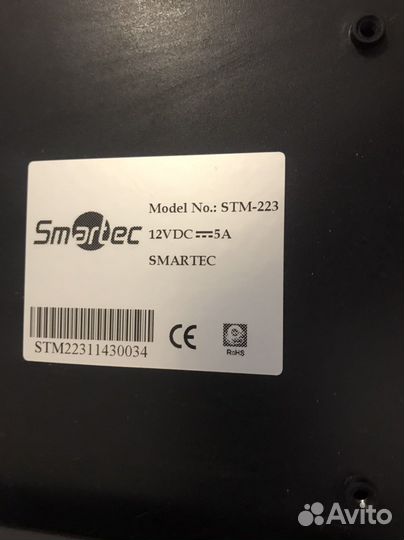 Smartec
Model No.: STM-223
12VDC⎓5A
SMARTEC
STM22311430034
CE
e
RoHS
Avito